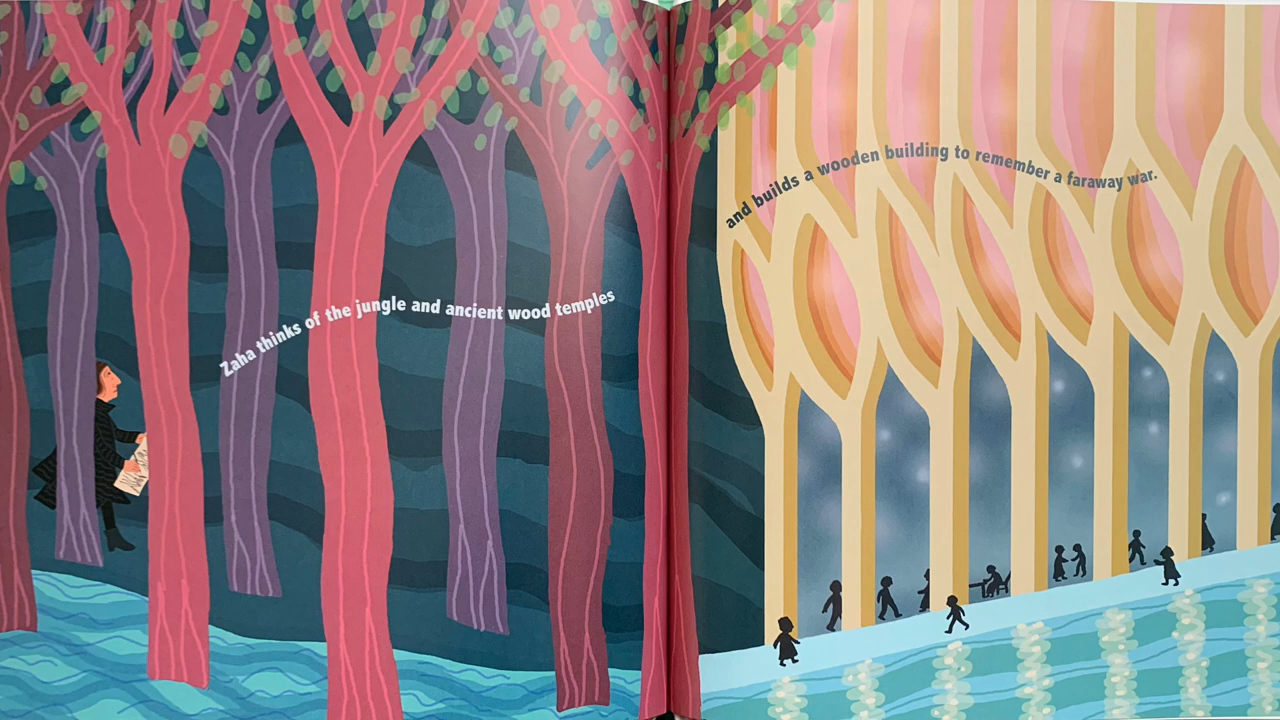 Zaha thinks of the jungle and ancient wood temples
and builds a wooden building to remember a faraway war.